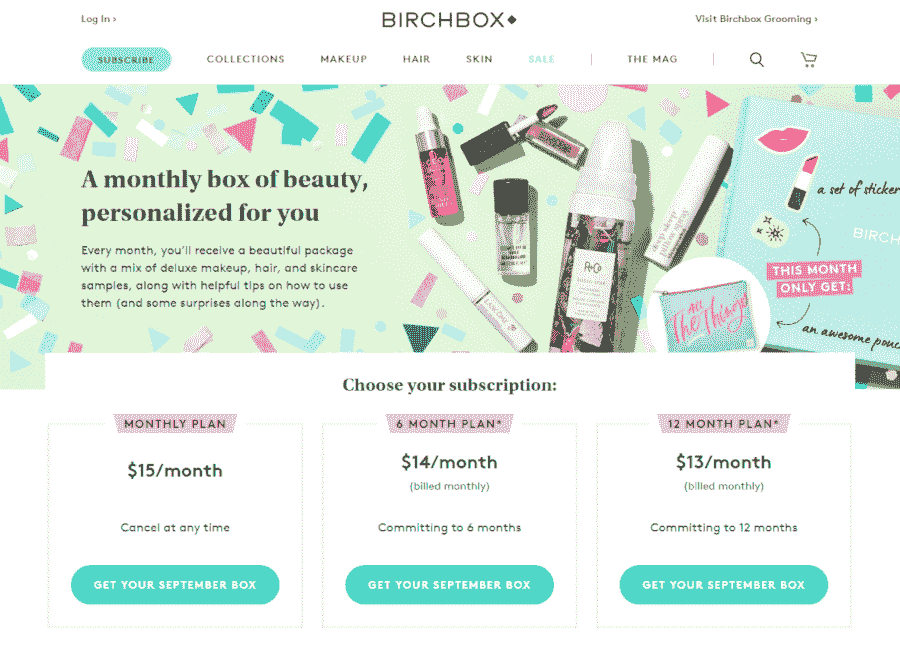 Log In ›
BIRCHBOX
Visit Birchbox Grooming ›
SUBSCRIBE
COLLECTIONS
MAKEUP
HAIR
SKIN
SALE
THE MAG
A monthly box of beauty,
personalized for you
Every month, you'll receive a beautiful package
with a mix of deluxe makeup, hair, and skincare
samples, along with helpful tips on how to use
them (and some surprises along the way).
R+Co
deep sleep
pillow spray
ALL
The Things
a set of sticker
BIRCH
THIS MONTH
ONLY GET:
an awesome pouc
Choose your subscription:
MONTHLY PLAN
$15/month
Cancel at any time
GET YOUR SEPTEMBER BOX
6 MONTH PLAN*
$14/month
(billed monthly)
Committing to 6 months
GET YOUR SEPTEMBER BOX
12 MONTH PLAN*
$13/month
(billed monthly)
Committing to 12 months
GET YOUR SEPTEMBER BOX